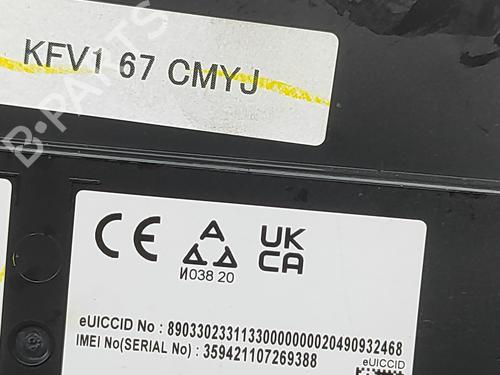 B-PARTS
KFV1 67 CMYJ
CE
UK
CA
И038 20
eUICCID No : 89033023311330000000020490932468
IMEI No(SERIAL No) : 359421107269388
eUICCID